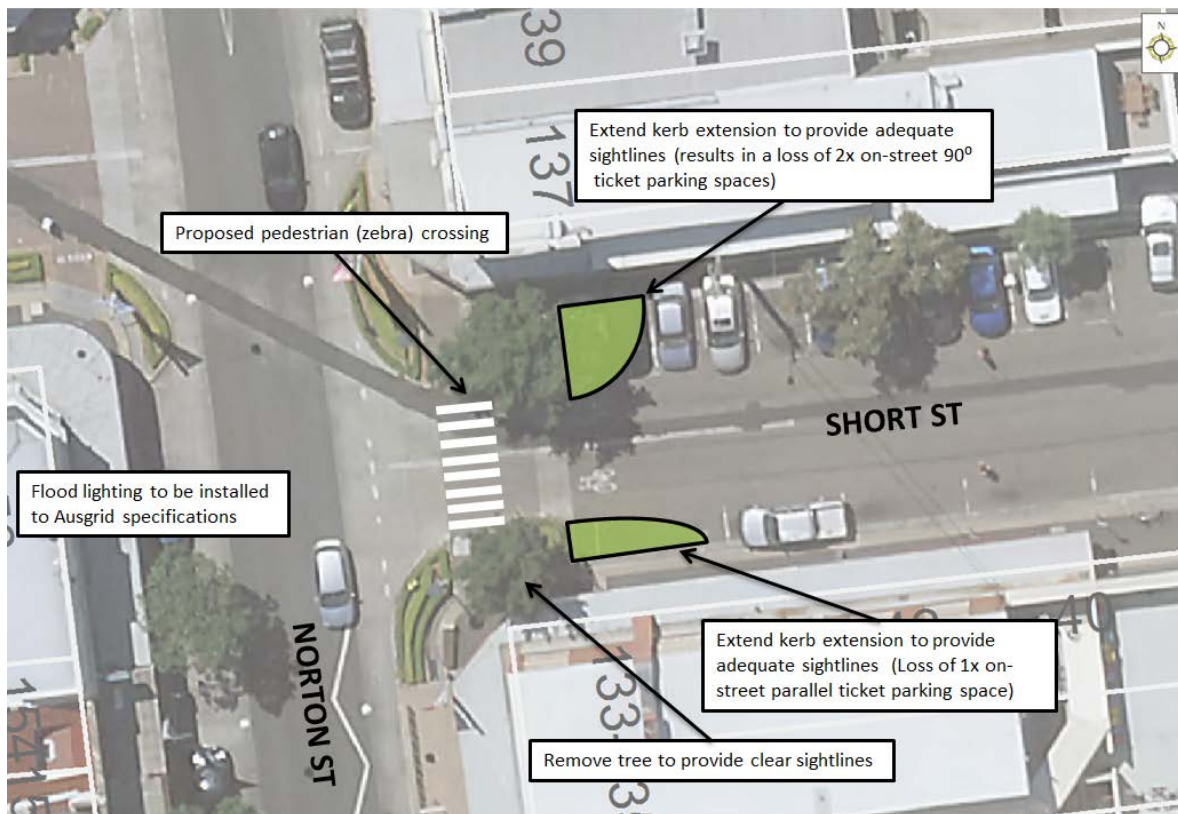 N
39
137
Extend kerb extension to provide adequate
sightlines (results in a loss of 2x on-street 90⁰
ticket parking spaces)
Proposed pedestrian (zebra) crossing
SHORT ST
Flood lighting to be installed
to Ausgrid specifications
NORTON ST
40
Extend kerb extension to provide
adequate sightlines (Loss of 1x on-
street parallel ticket parking space)
Remove tree to provide clear sightlines